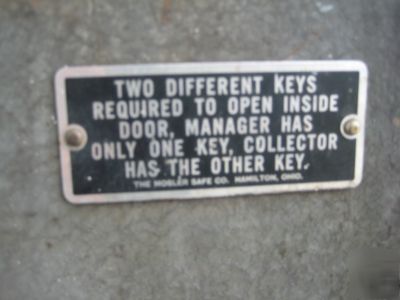 TWO DIFFERENT KEYS
REQUIRED TO OPEN INSIDE
DOOR, MANAGER HAS
ONLY ONE KEY, COLLECTOR
HAS THE OTHER KEY.
THE MOSLER SAFE CO. HAMILTON, OHIO.